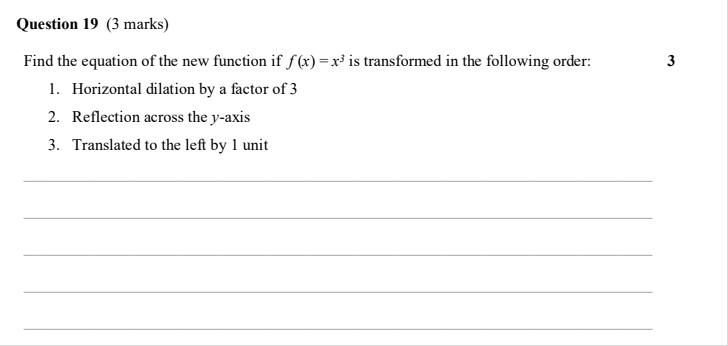 Question 19 (3 marks)
Find the equation of the new function if f(x) = x³ is transformed in the following order: 3
1. Horizontal dilation by a factor of 3
2. Reflection across the y-axis
3. Translated to the left by 1 unit